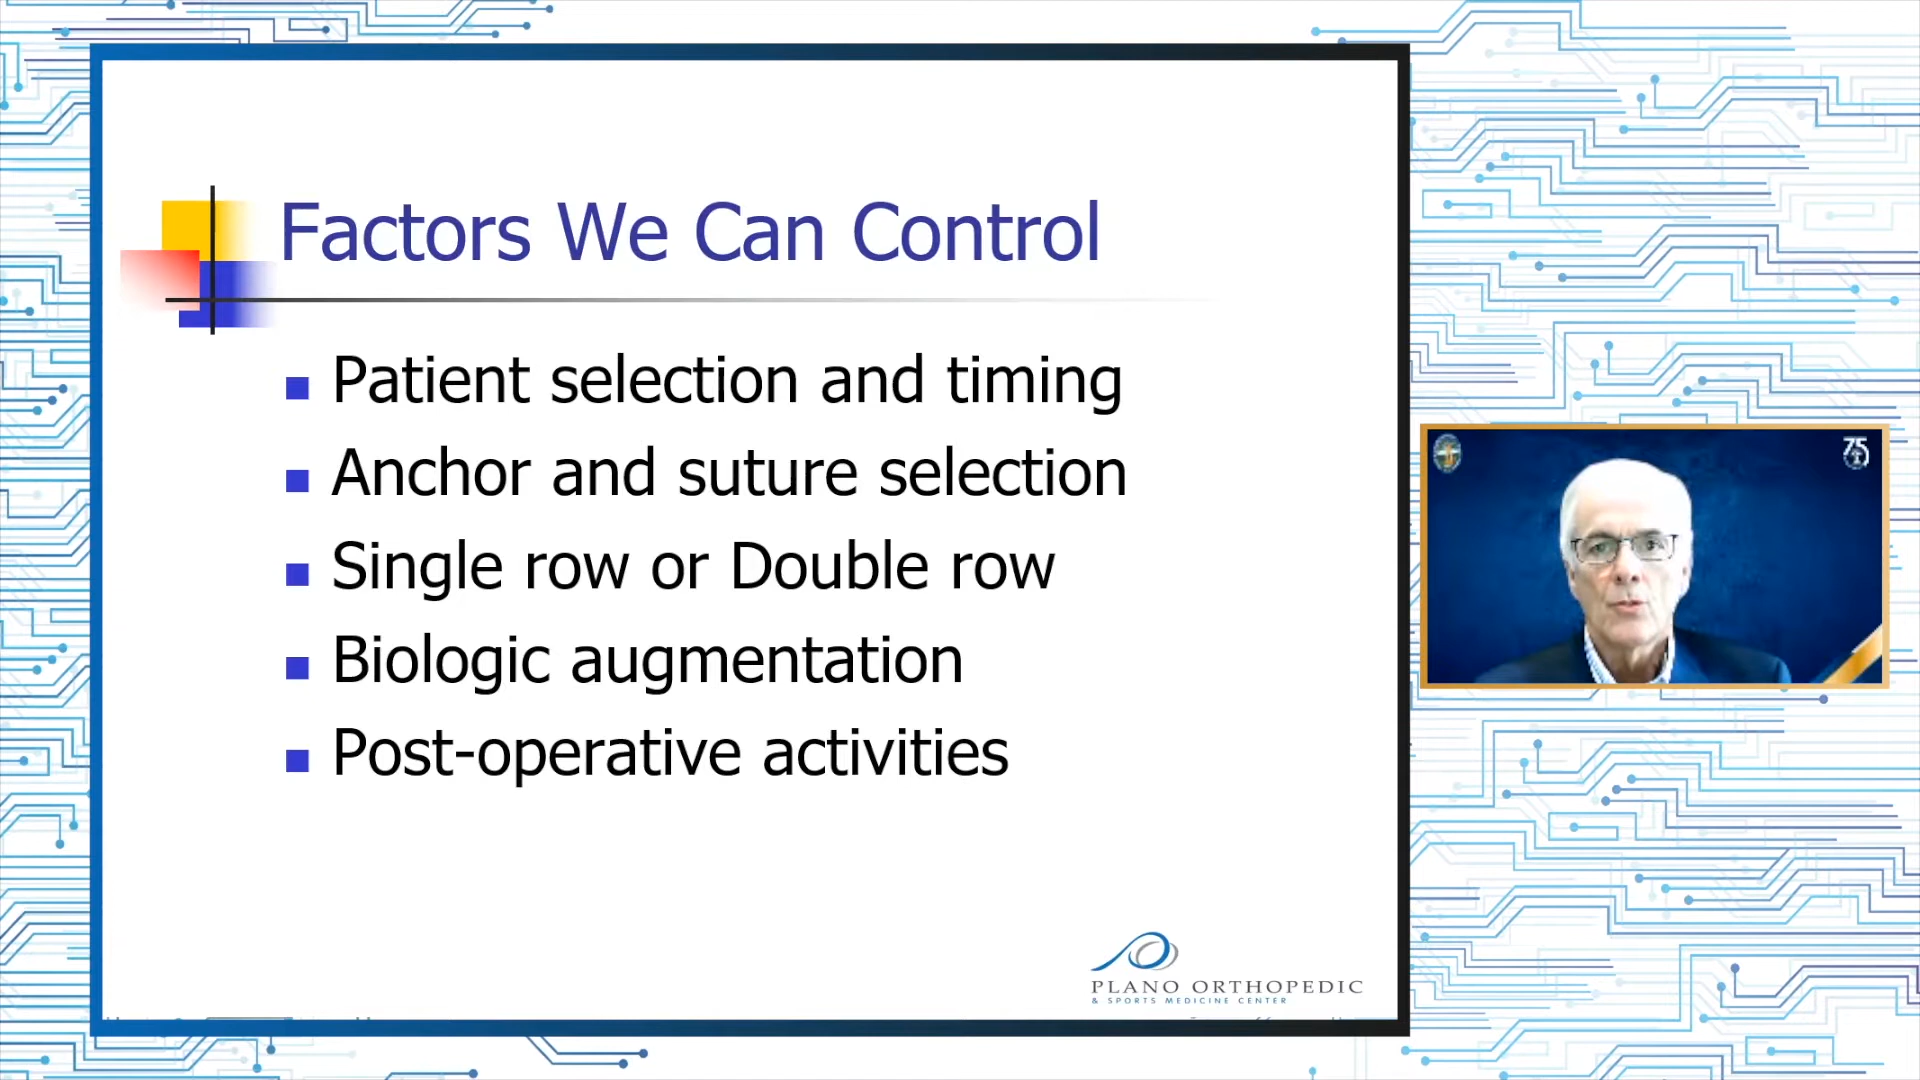 Factors We Can Control
Patient selection and timing
Anchor and suture selection
Single row or Double row
Biologic augmentation
Post-operative activities
PLANO ORTHOPEDIC
& SPORTS MEDICINE CENTER
75